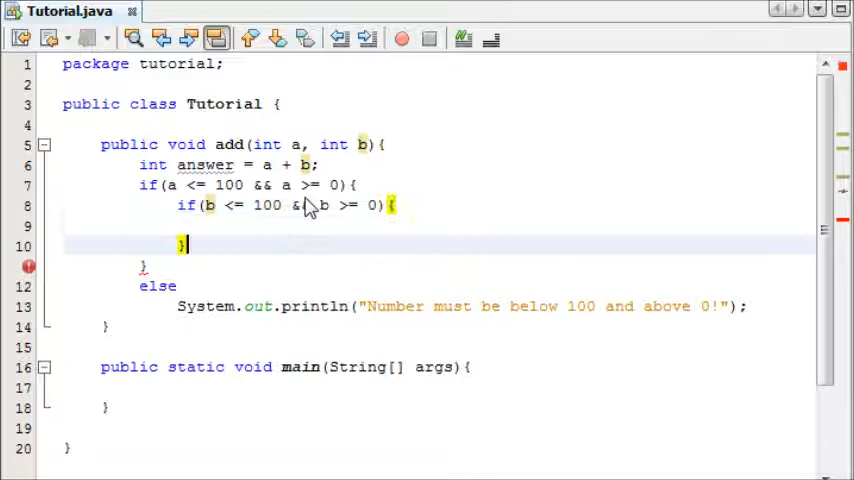 Tutorial.java
1 package tutorial;
2
3 public class Tutorial {
4
5 public void add(int a, int b){
6 int answer = a + b;
7 if(a <= 100 && a >= 0){
8 if(b <= 100 && b >= 0){
9
10 }
}
12 else
13 System.out.println("Number must be below 100 and above 0!");
14 }
15
16 public static void main(String[] args){
17
18 }
19
20 }